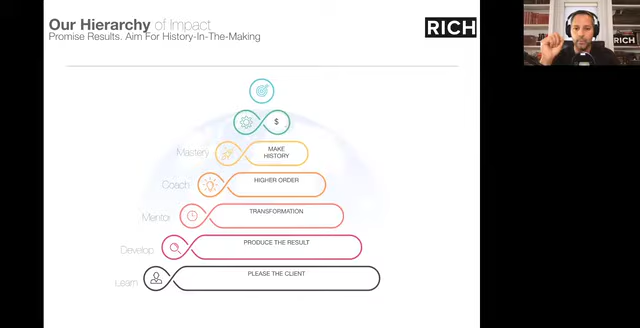 Our Hierarchy of Impact
Promise Results. Aim For History-In-The-Making
RICH
RICH
$
Mastery
MAKE
HISTORY
Coach
HIGHER ORDER
Mentor
TRANSFORMATION
Develop
PRODUCE THE RESULT
Learn
PLEASE THE CLIENT